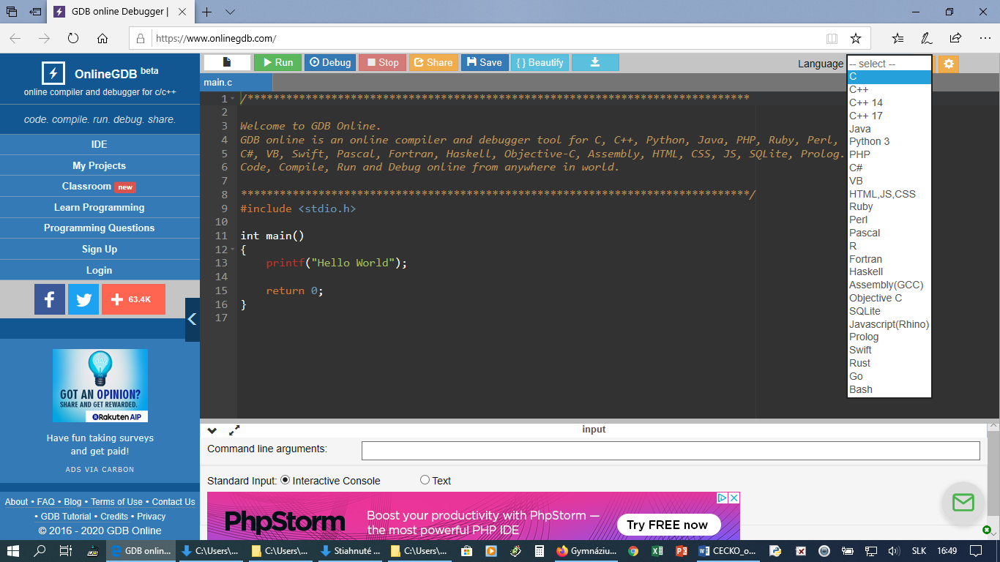 GDB online Debugger |
https://www.onlinegdb.com/
OnlineGDB beta
online compiler and debugger for c/c++
code. compile. run. debug. share.
IDE
My Projects
Classroom new
Learn Programming
Programming Questions
Sign Up
Login
63.4K
GOT AN OPINION?
SHARE AND GET REWARDED.
Rakuten AIP
Have fun taking surveys
and get paid!
ADS VIA CARBON
About • FAQ • Blog • Terms of Use • Contact Us
• GDB Tutorial • Credits • Privacy
© 2016 - 2020 GDB Online
Run Debug Stop Share Save { } Beautify
Language -- select --
C
C++
C++ 14
C++ 17
Java
Python 3
PHP
C#
VB
HTML,JS,CSS
Ruby
Perl
Pascal
R
Fortran
Haskell
Assembly(GCC)
Objective C
SQLite
Javascript(Rhino)
Prolog
Swift
Rust
Go
Bash
main.c
1 /******************************************************************************
2
3 Welcome to GDB Online.
4 GDB online is an online compiler and debugger tool for C, C++, Python, Java, PHP, Ruby, Perl,
5 C#, VB, Swift, Pascal, Fortran, Haskell, Objective-C, Assembly, HTML, CSS, JS, SQLite, Prolog.
6 Code, Compile, Run and Debug online from anywhere in world.
7
8 *******************************************************************************/
9 #include <stdio.h>
10
11 int main()
12 {
13     printf("Hello World");
14
15     return 0;
16 }
17
input
Command line arguments:
Standard Input: Interactive Console Text
PhpStorm
Boost your productivity with PhpStorm —
the most powerful PHP IDE
Try FREE now
GDB onlin... C:\Users\... C:\Users\... Stiahnuté ... C:\Users\... Gymnáziu... CECKO_o... SLK 16:49